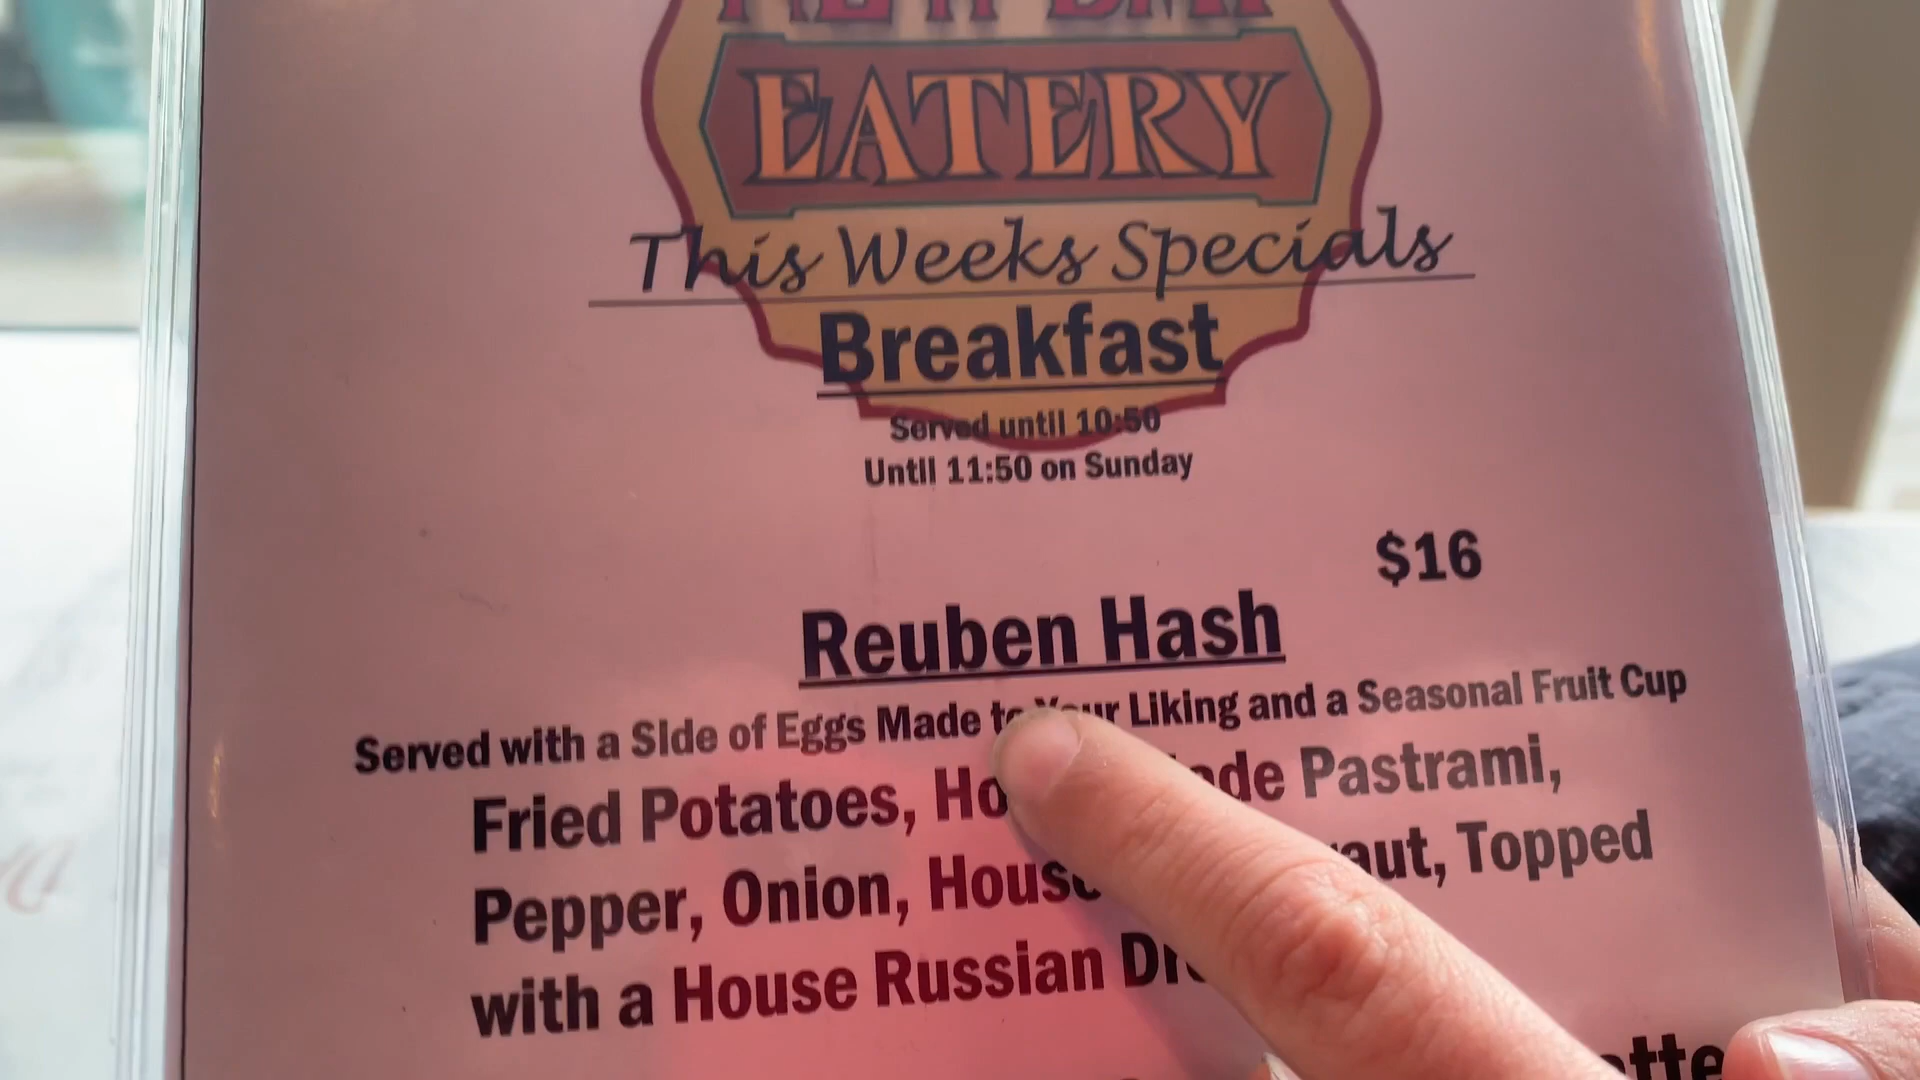 EATERY
This Weeks Specials
Breakfast
Served until 10:50
Until 11:50 on Sunday
$16
Reuben Hash
Served with a SIde of Eggs Made to Your Liking and a Seasonal Fruit Cup
Fried Potatoes, Pastrami,
Pepper, Onion, Topped
with a House Russian